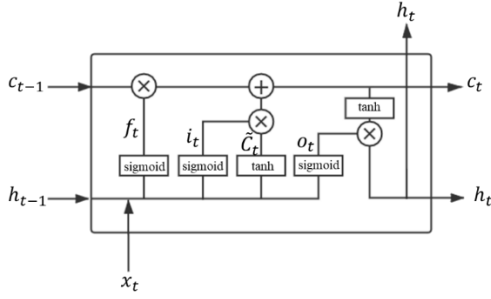 h_t
c_{t-1}
×
+
c_t
tanh
f_t
i_t
×
C̃_t
o_t
×
sigmoid
sigmoid
tanh
sigmoid
h_{t-1}
h_t
x_t